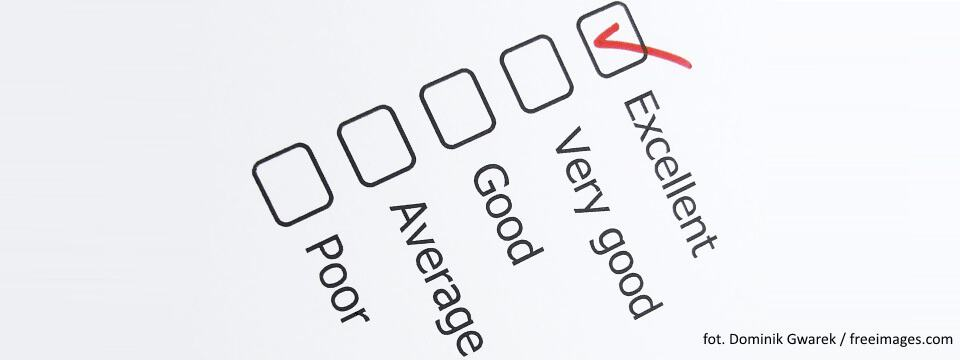 Excellent
Very good
Good
Average
Poor
fot. Dominik Gwarek / freeimages.com